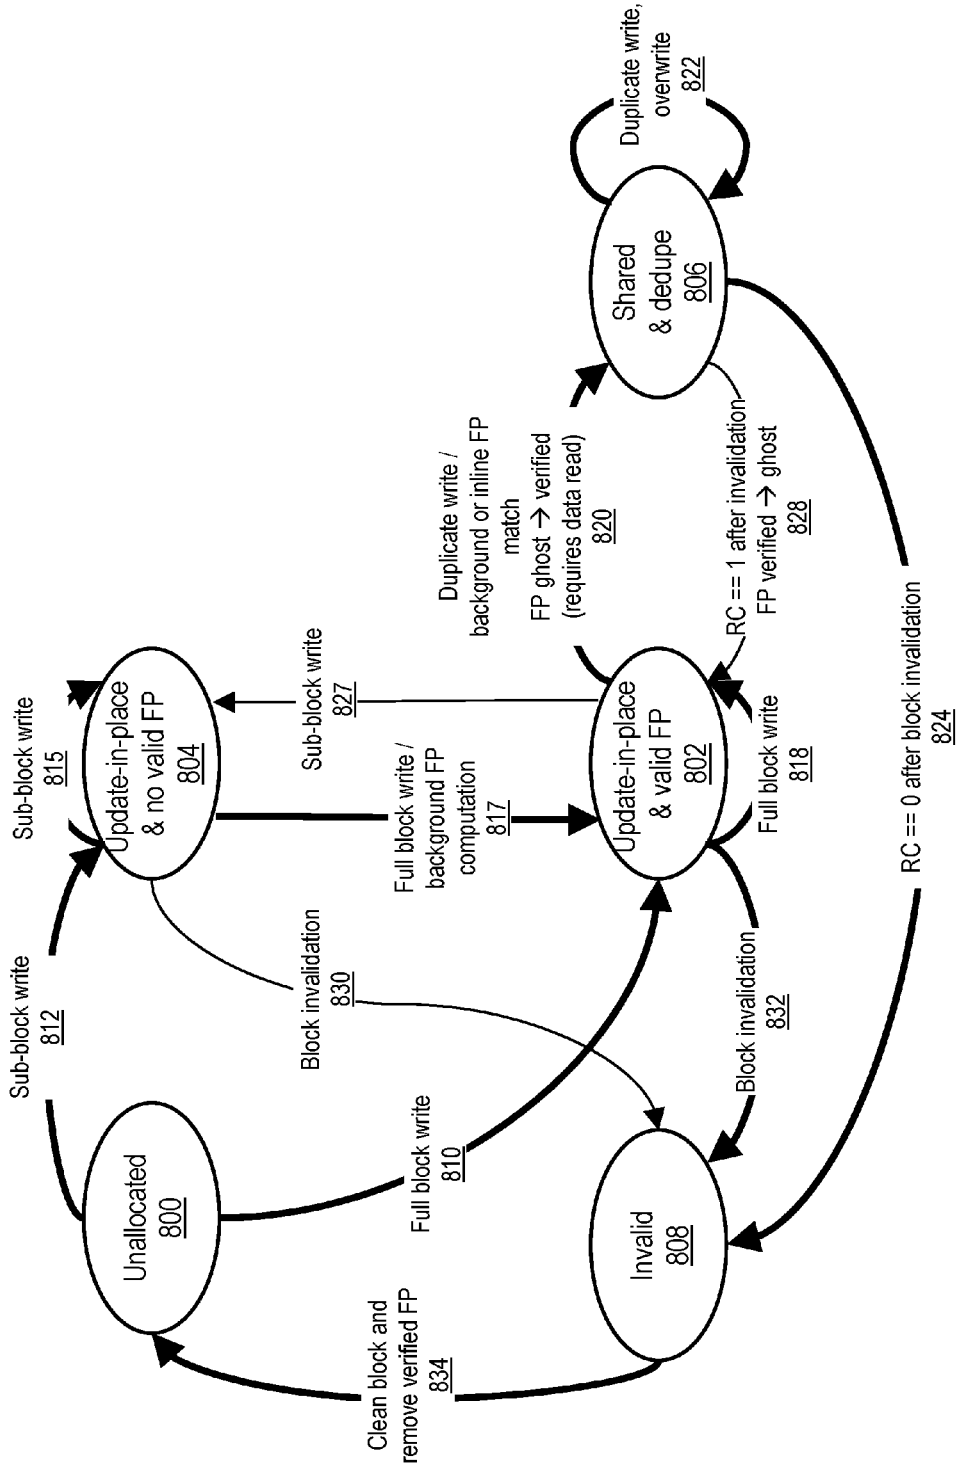 Sub-block write
812
Sub-block write
815
Unallocated
800
Update-in-place
& no valid FP
804
Clean block and
remove verified FP
834
Full block write
810
Block invalidation
830
Full block write /
background FP
computation
817
Sub-block write
827
Duplicate write /
background or inline FP
match
FP ghost → verified
(requires data read)
820
Invalid
808
Update-in-place
& valid FP
802
Shared
& dedupe
806
Duplicate write,
overwrite
822
Block invalidation
832
Full block write
818
RC == 1 after invalidation
FP verified → ghost
828
RC == 0 after block invalidation
824